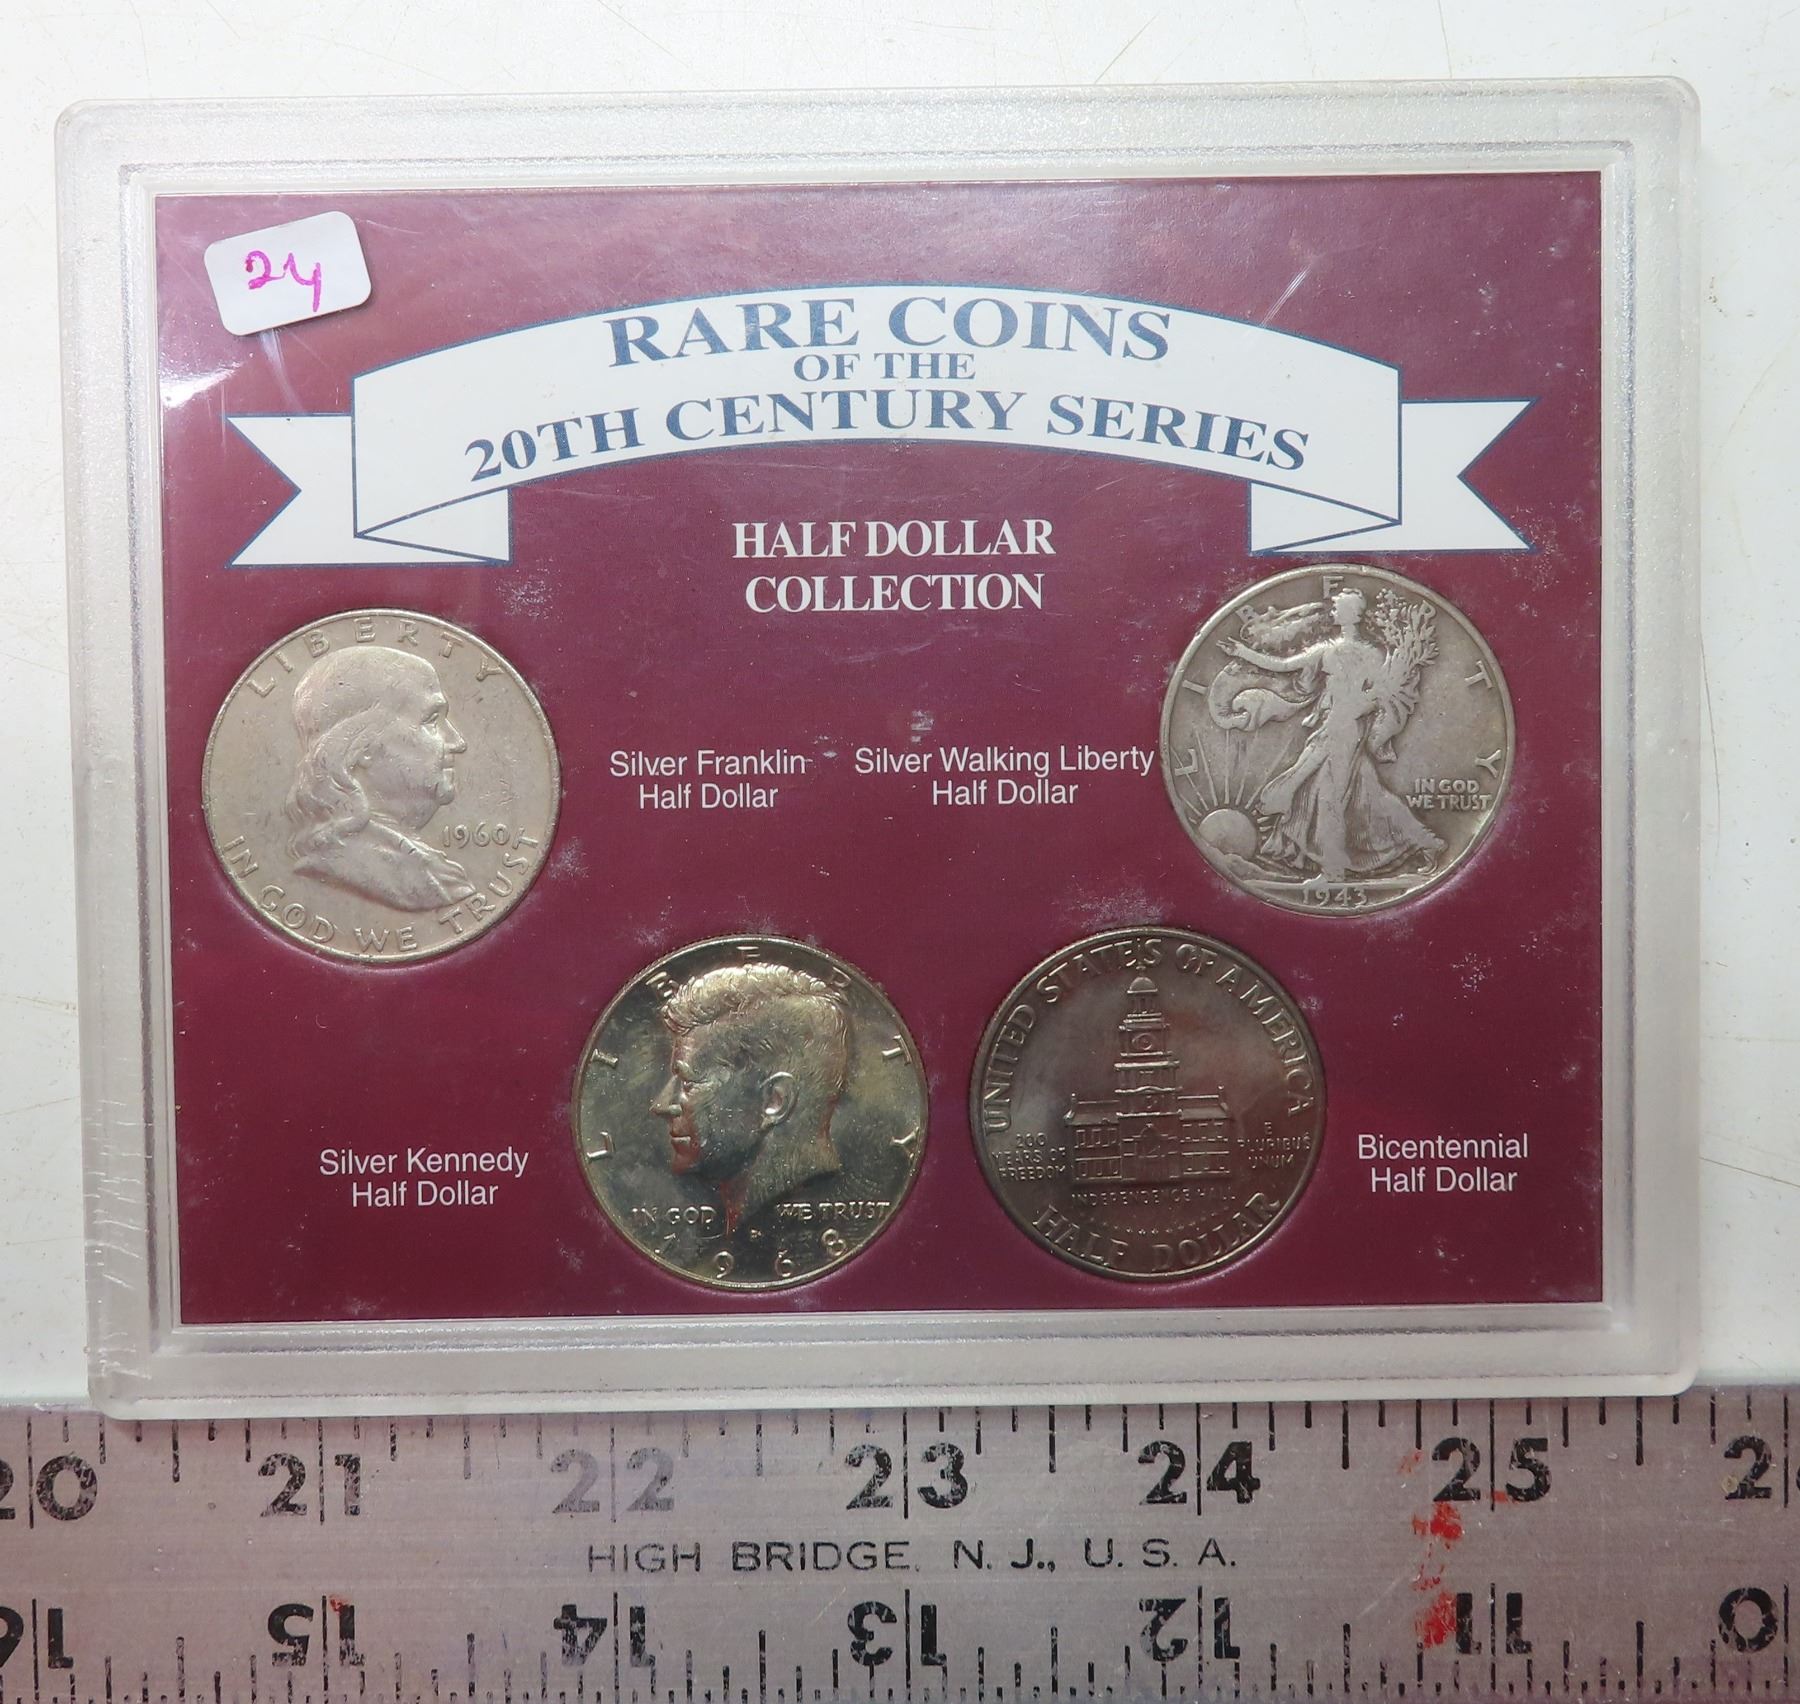 24
RARE COINS
OF THE
20TH CENTURY SERIES
HALF DOLLAR
COLLECTION
LIBERTY
1960
IN GOD WE TRUST
Silver Franklin
Half Dollar
Silver Walking Liberty
Half Dollar
LIBERTY
IN GOD
WE TRUST
1943
Silver Kennedy
Half Dollar
LIBERTY
IN GOD WE TRUST
1968
UNITED STATES OF AMERICA
200
YEARS OF
FREEDOM
E
PLURIBUS
UNUM
INDEPENDENCE HALL
HALF DOLLAR
Bicentennial
Half Dollar
20 21 22 23 24 25 2
HIGH BRIDGE, N. J., U. S. A.
16 15 14 13 12 11 0